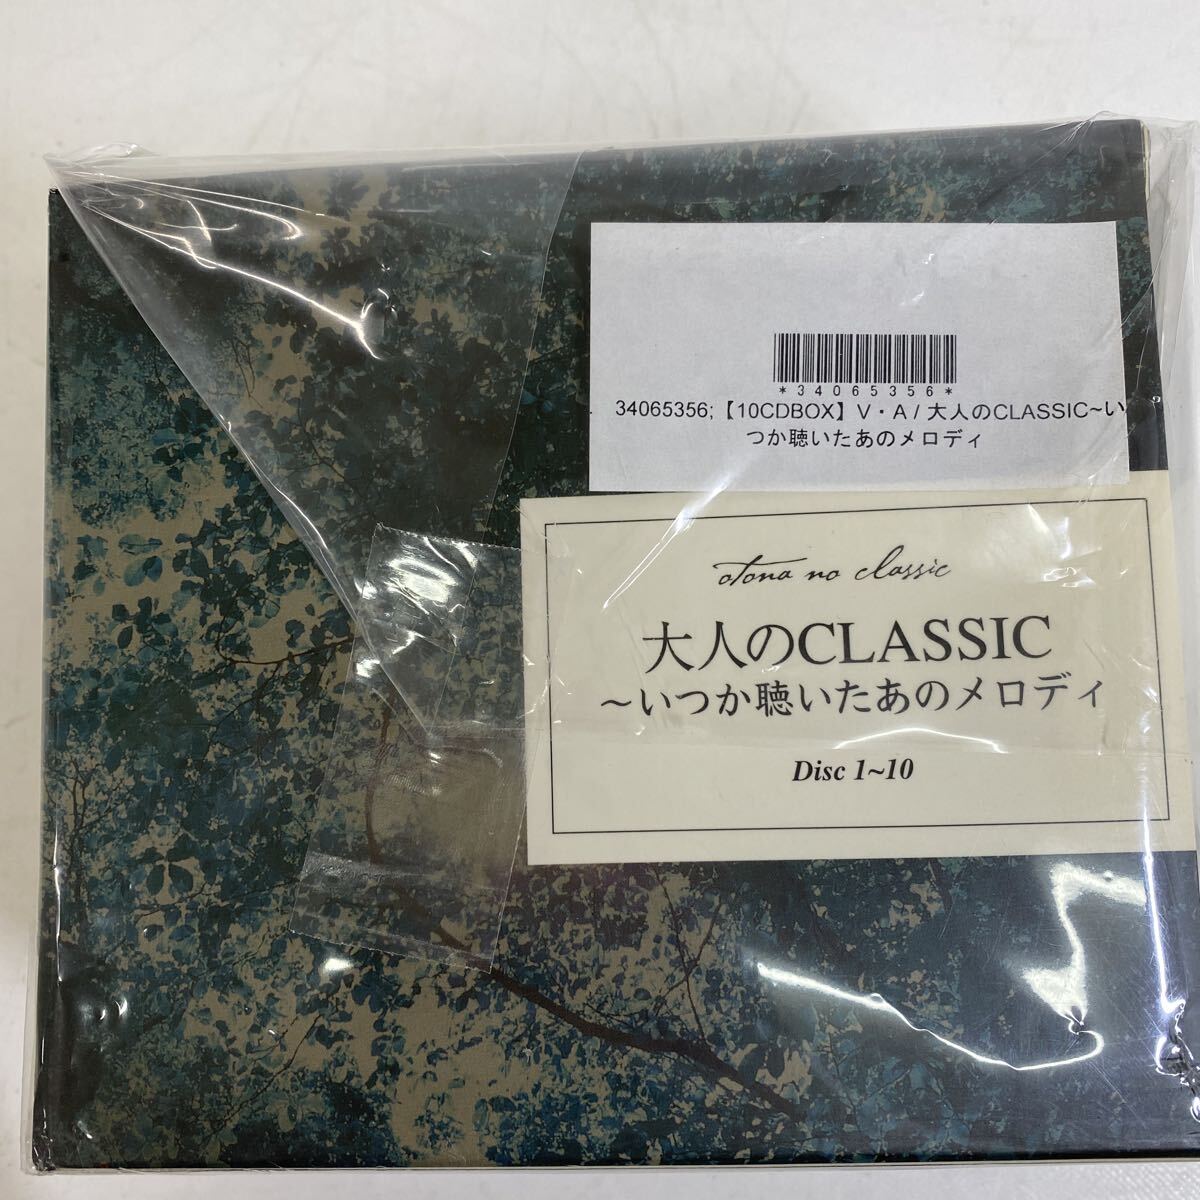 *34065356*
34065356;【10CDBOX】V・A/大人のCLASSIC~い
つか聴いたあのメロディ
otona no classic
大人のCLASSIC
~いつか聴いたあのメロディ
Disc 1~10